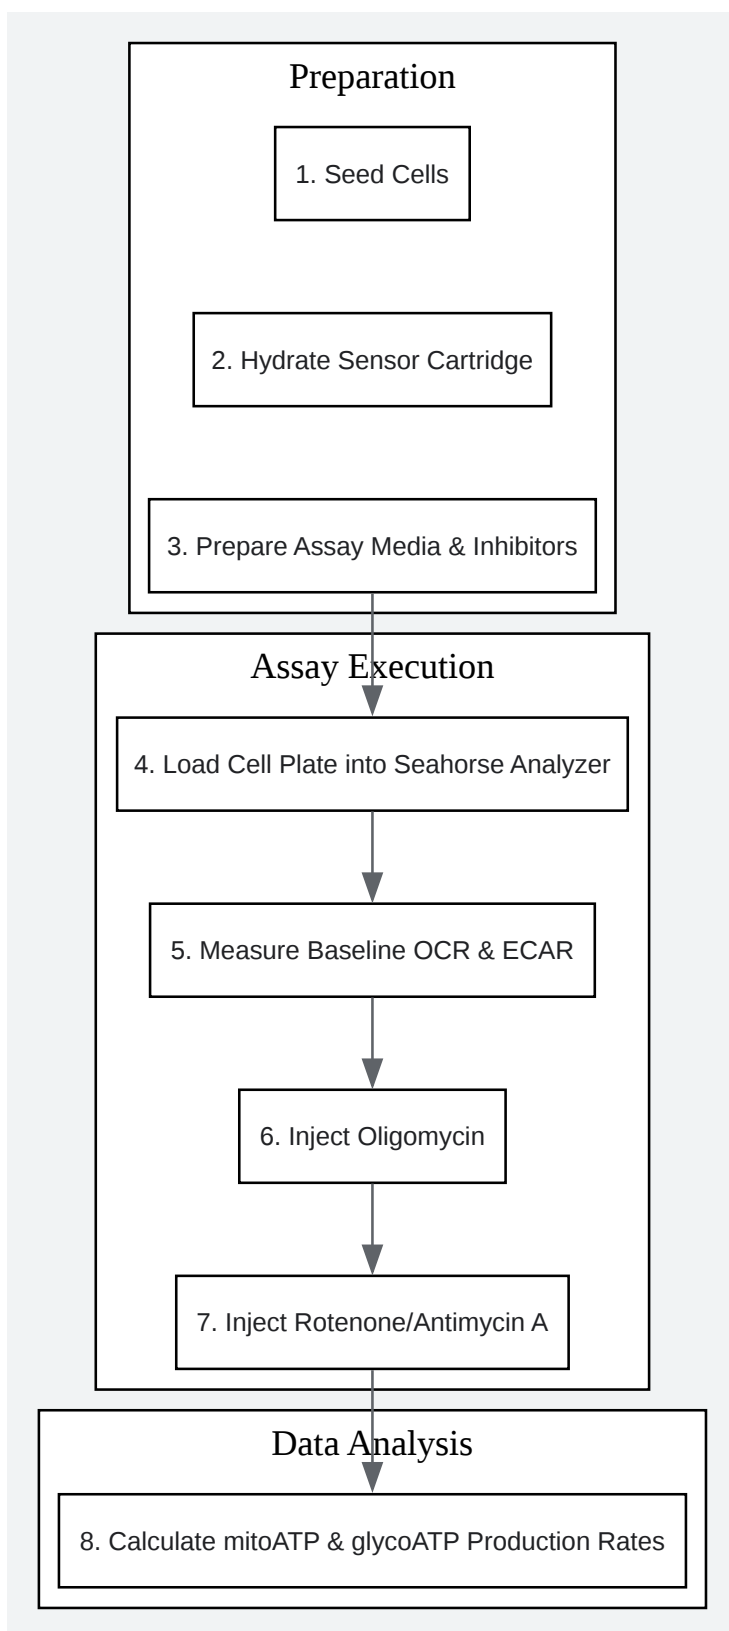 Preparation
1. Seed Cells
2. Hydrate Sensor Cartridge
3. Prepare Assay Media & Inhibitors
Assay Execution
4. Load Cell Plate into Seahorse Analyzer
5. Measure Baseline OCR & ECAR
6. Inject Oligomycin
7. Inject Rotenone/Antimycin A
Data Analysis
8. Calculate mitoATP & glycoATP Production Rates